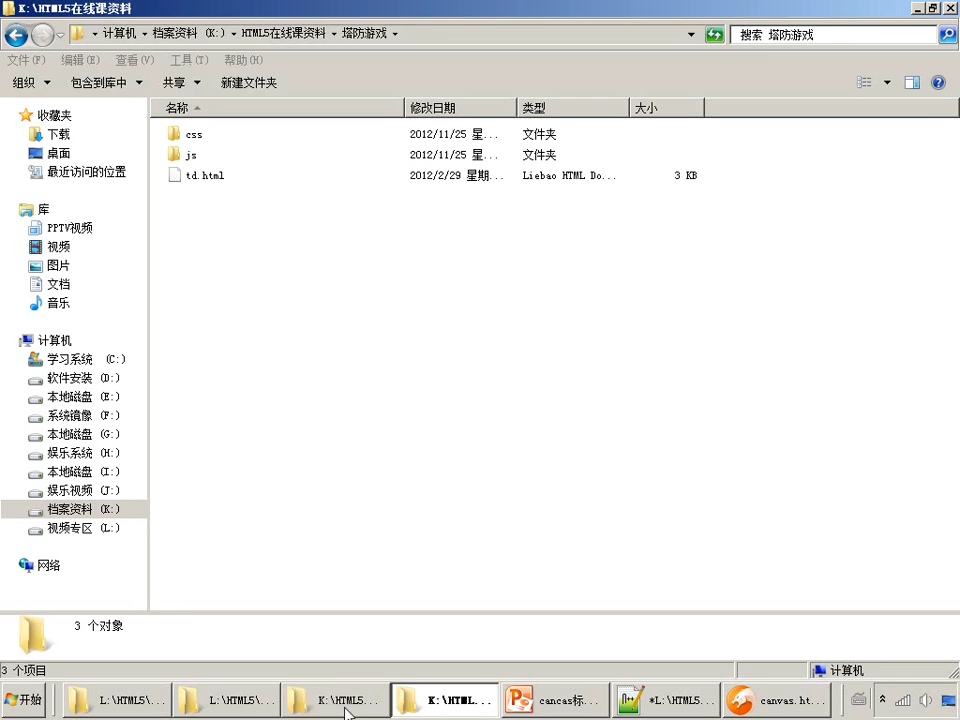 K:\HTML5在线课资料
计算机 档案资料 (K:) HTML5在线课资料 塔防游戏
搜索 塔防游戏
文件(F) 编辑(E) 查看(V) 工具(T) 帮助(H)
组织 包含到库中 共享 新建文件夹
名称 修改日期 类型 大小
css 2012/11/25 星... 文件夹
js 2012/11/25 星... 文件夹
td.html 2012/2/29 星期... Liebao HTML Do... 3 KB
收藏夹
下载
桌面
最近访问的位置
库
PPTV视频
视频
图片
文档
音乐
计算机
学习系统 (C:)
软件安装 (D:)
本地磁盘 (E:)
系统镜像 (F:)
本地磁盘 (G:)
娱乐系统 (H:)
本地磁盘 (I:)
娱乐视频 (J:)
档案资料 (K:)
视频专区 (L:)
网络
3 个对象
3 个项目 计算机
开始 L:\HTML5\... L:\HTML5\... K:\HTML5... K:\HTML... cancas标... *L:\HTML5... canvas.ht...